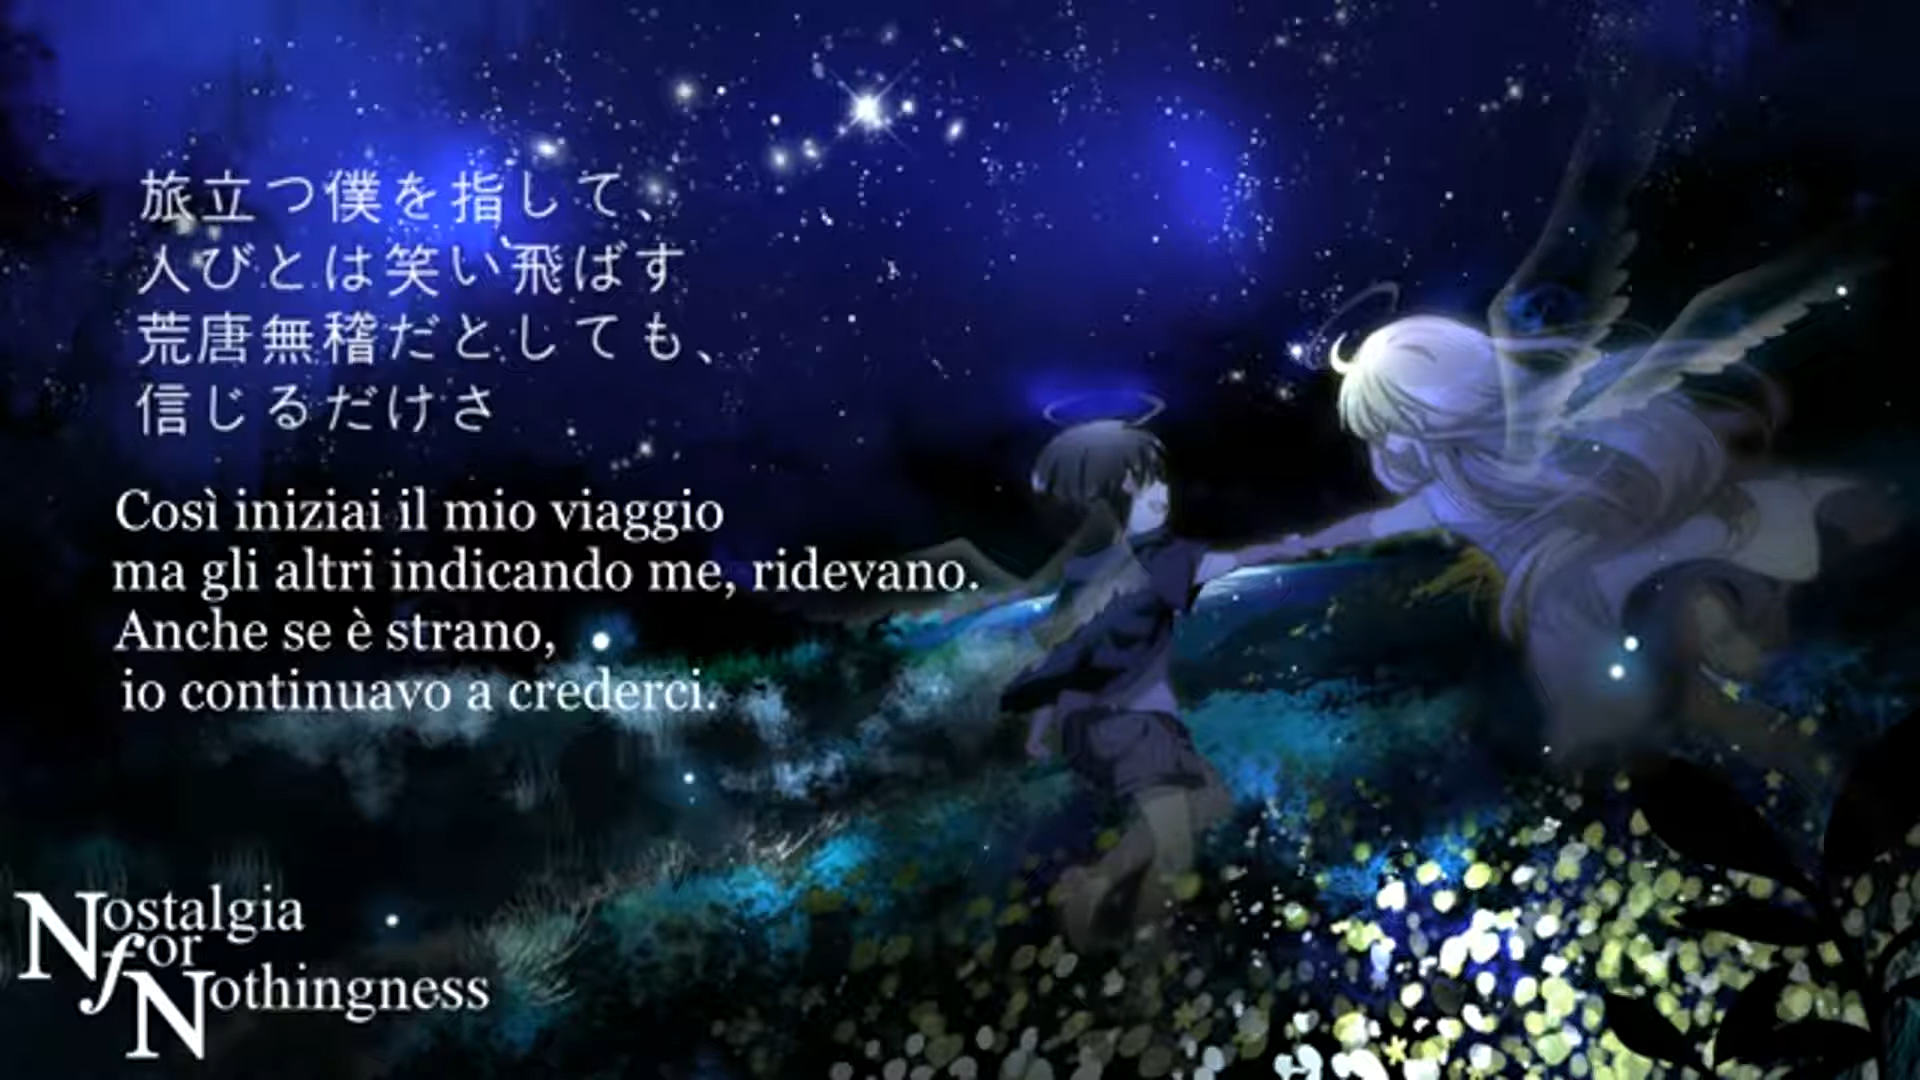 旅立つ僕を指して、
人びとは笑い飛ばす
荒唐無稽だとしても、
信じるだけさ
Così iniziai il mio viaggio
ma gli altri indicando me, ridevano.
Anche se è strano,
io continuavo a crederci.
Nostalgia
for
Nothingness